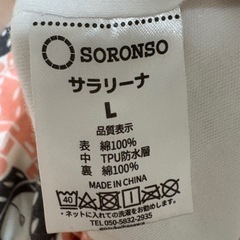 SORONSO
サラリーナ
L
品質表示
表 綿100%
中 TPU防水層
裏 綿100%
MADE IN CHINA
40
・ネットに入れての洗濯をお勧めします。
TEL 050-5832-2935